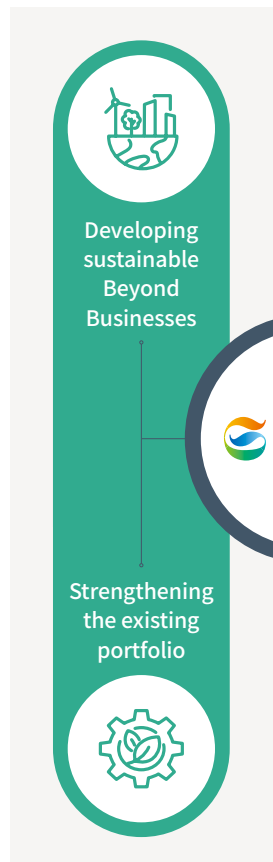 Developing
sustainable
Beyond
Businesses
Strengthening
the existing
portfolio